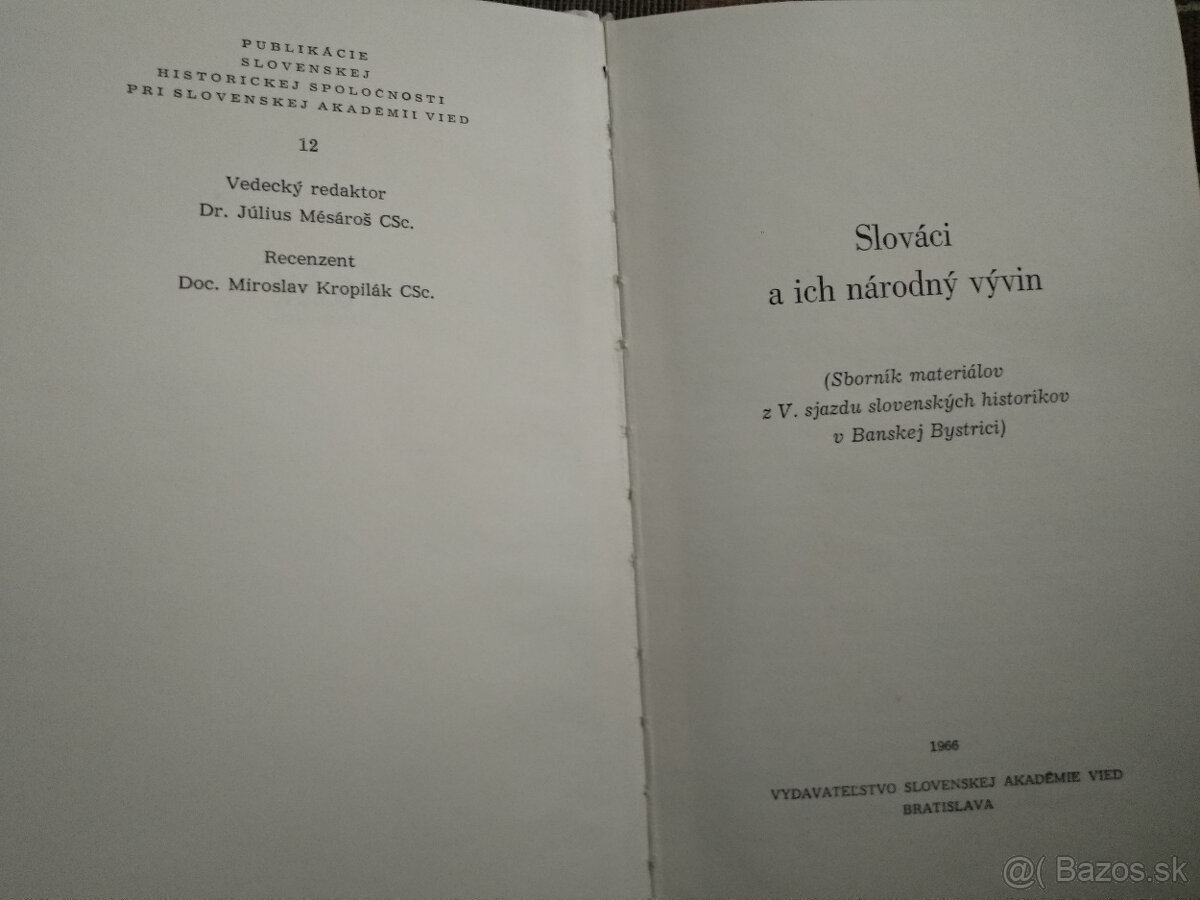 PUBLIKÁCIE
SLOVENSKEJ
HISTORICKEJ SPOLOČNOSTI
PRI SLOVENSKEJ AKADÉMII VIED
12
Vedecký redaktor
Dr. Július Mésároš CSc.
Recenzent
Doc. Miroslav Kropilák CSc.
Slováci
a ich národný vývin
(Sborník materiálov
z V. sjazdu slovenských historikov
v Banskej Bystrici)
1966
VYDAVATEĽSTVO SLOVENSKEJ AKADÉMIE VIED
BRATISLAVA
@( Bazos.sk